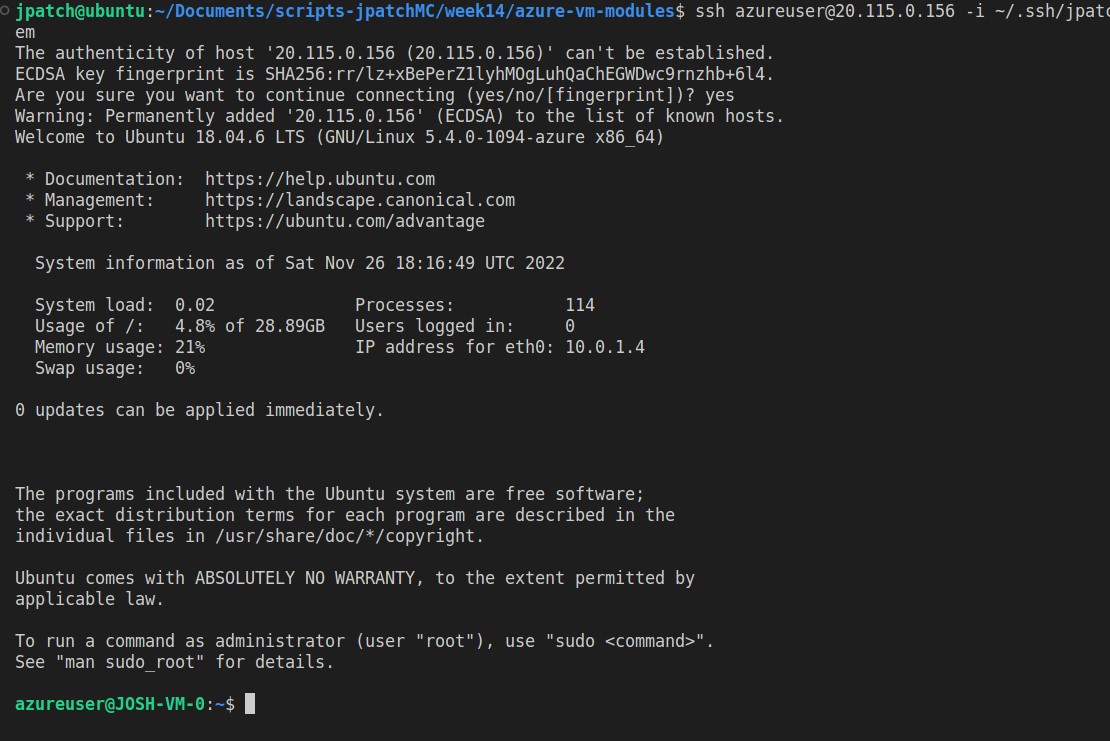 jpatch@ubuntu:~/Documents/scripts-jpatchMC/week14/azure-vm-modules$ ssh azureuser@20.115.0.156 -i ~/.ssh/jpatc
em
The authenticity of host '20.115.0.156 (20.115.0.156)' can't be established.
ECDSA key fingerprint is SHA256:rr/lz+xBePerZ1lyhMOgLuhQaChEGWDwc9rnzhb+6l4.
Are you sure you want to continue connecting (yes/no/[fingerprint])? yes
Warning: Permanently added '20.115.0.156' (ECDSA) to the list of known hosts.
Welcome to Ubuntu 18.04.6 LTS (GNU/Linux 5.4.0-1094-azure x86_64)
* Documentation:  https://help.ubuntu.com
* Management:     https://landscape.canonical.com
* Support:        https://ubuntu.com/advantage
System information as of Sat Nov 26 18:16:49 UTC 2022
System load:  0.02              Processes:           114
Usage of /:   4.8% of 28.89GB   Users logged in:     0
Memory usage: 21%               IP address for eth0: 10.0.1.4
Swap usage:   0%
0 updates can be applied immediately.
The programs included with the Ubuntu system are free software;
the exact distribution terms for each program are described in the
individual files in /usr/share/doc/*/copyright.
Ubuntu comes with ABSOLUTELY NO WARRANTY, to the extent permitted by
applicable law.
To run a command as administrator (user "root"), use "sudo <command>".
See "man sudo_root" for details.
azureuser@JOSH-VM-0:~$